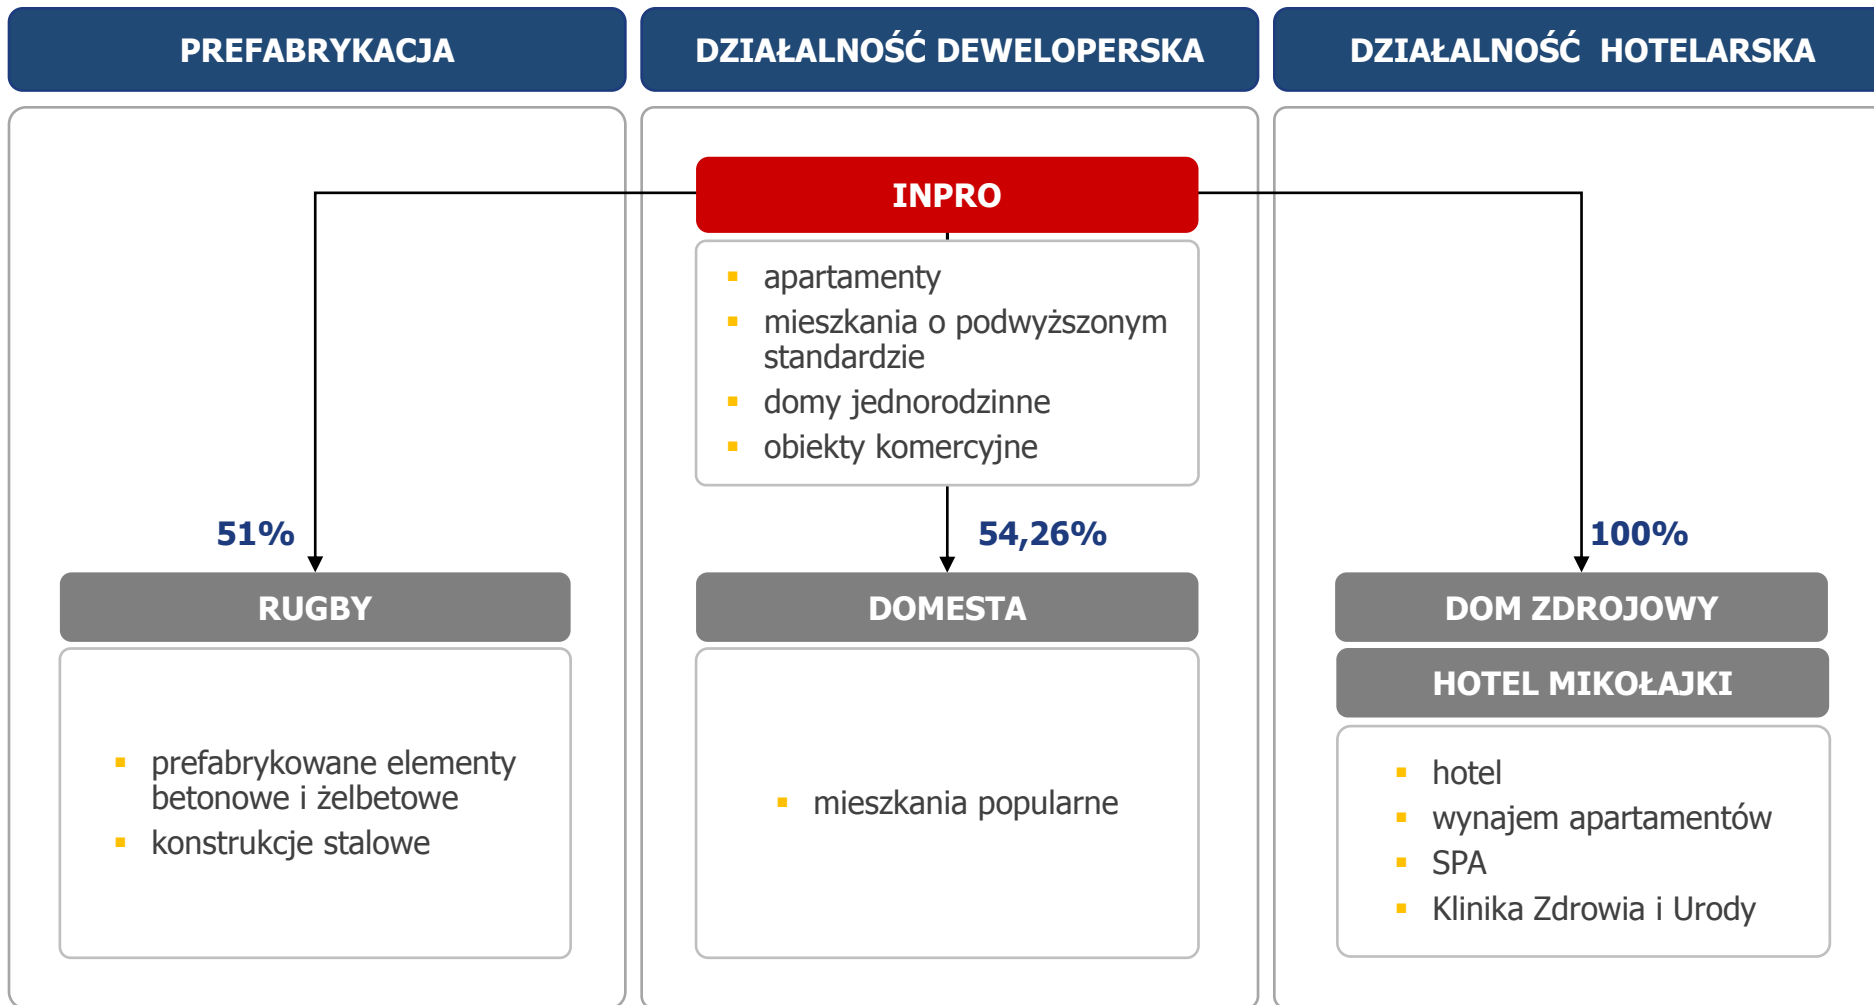 PREFABRYKACJA
DZIAŁALNOŚĆ DEWELOPERSKA
DZIAŁALNOŚĆ HOTELARSKA
INPRO
▪ apartamenty
▪ mieszkania o podwyższonym
standardzie
▪ domy jednorodzinne
▪ obiekty komercyjne
51%
54,26%
100%
RUGBY
▪ prefabrykowane elementy
betonowe i żelbetowe
▪ konstrukcje stalowe
DOMESTA
▪ mieszkania popularne
DOM ZDROJOWY
HOTEL MIKOŁAJKI
▪ hotel
▪ wynajem apartamentów
▪ SPA
▪ Klinika Zdrowia i Urody